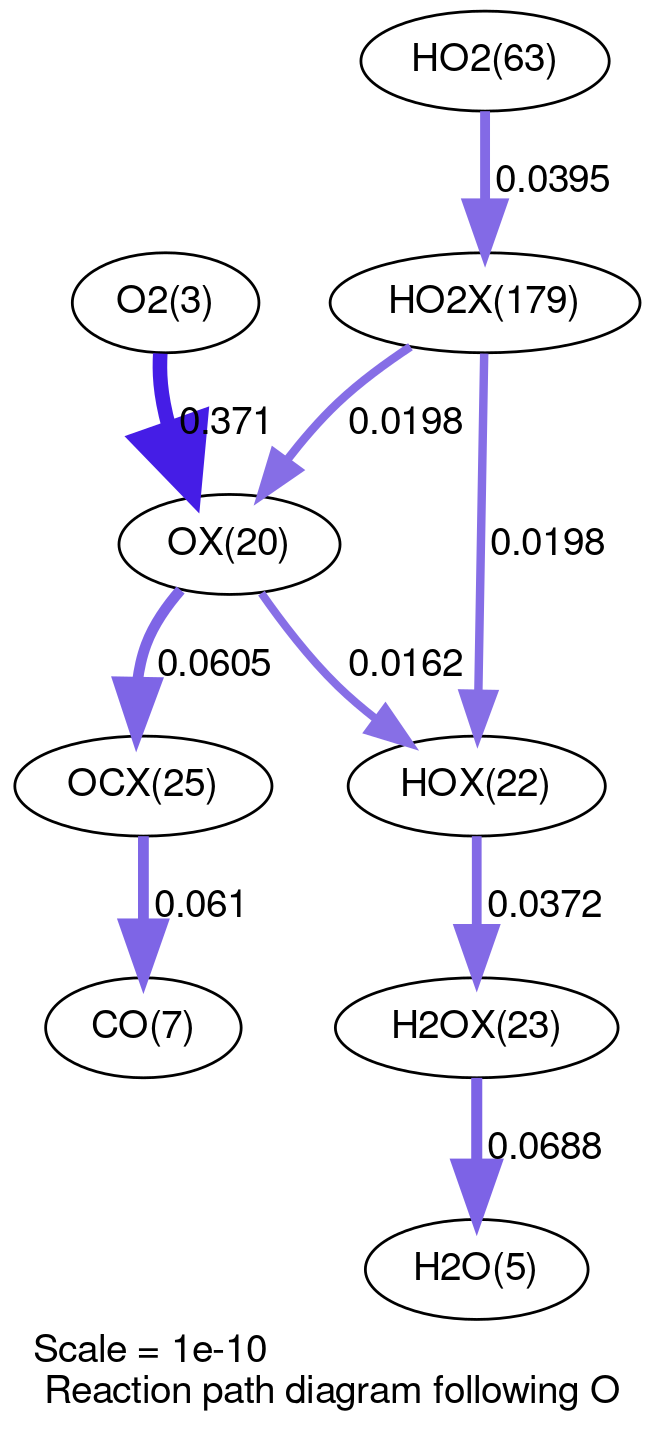 HO2(63)
0.0395
O2(3)
HO2X(179)
0.371
0.0198
OX(20)
0.0198
0.0605
0.0162
OCX(25)
HOX(22)
0.061
0.0372
CO(7)
H2OX(23)
0.0688
H2O(5)
Scale = 1e-10
Reaction path diagram following O